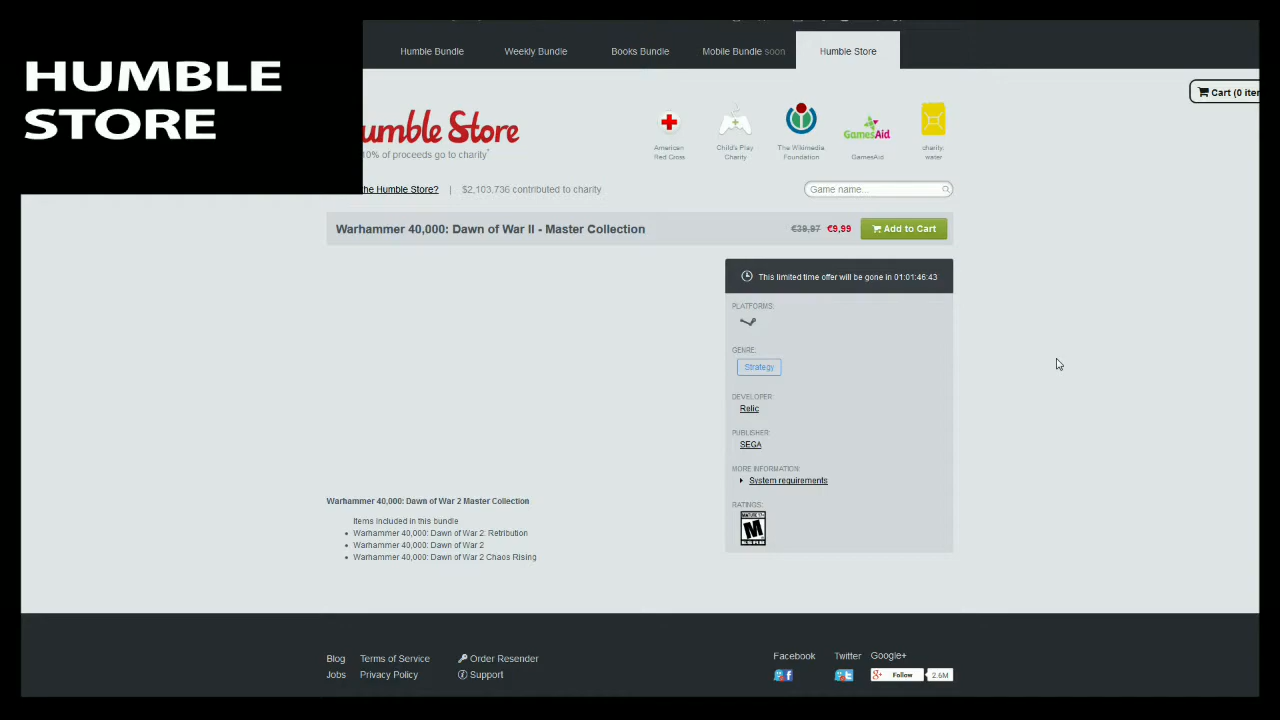 HUMBLE
STORE
Humble Bundle
Weekly Bundle
Books Bundle
Mobile Bundle soon
Humble Store
Cart (0 iter
umble Store
10% of proceeds go to charity*
American
Red Cross
Child's Play
Charity
The Wikimedia
Foundation
GamesAid
GamesAid
charity:
water
he Humble Store? | $2,103,736 contributed to charity
Game name...
Warhammer 40,000: Dawn of War II - Master Collection
€39,97 €9,99
Add to Cart
This limited time offer will be gone in 01:01:46:43
PLATFORMS:
GENRE:
Strategy
DEVELOPER:
Relic
PUBLISHER:
SEGA
MORE INFORMATION:
System requirements
RATINGS:
MATURE 17+
M
ESRB
Warhammer 40,000: Dawn of War 2 Master Collection
Items included in this bundle
Warhammer 40,000: Dawn of War 2: Retribution
Warhammer 40,000: Dawn of War 2
Warhammer 40,000: Dawn of War 2 Chaos Rising
Blog
Terms of Service
Order Resender
Jobs
Privacy Policy
Support
Facebook
Twitter
Google+
Follow
2.6M